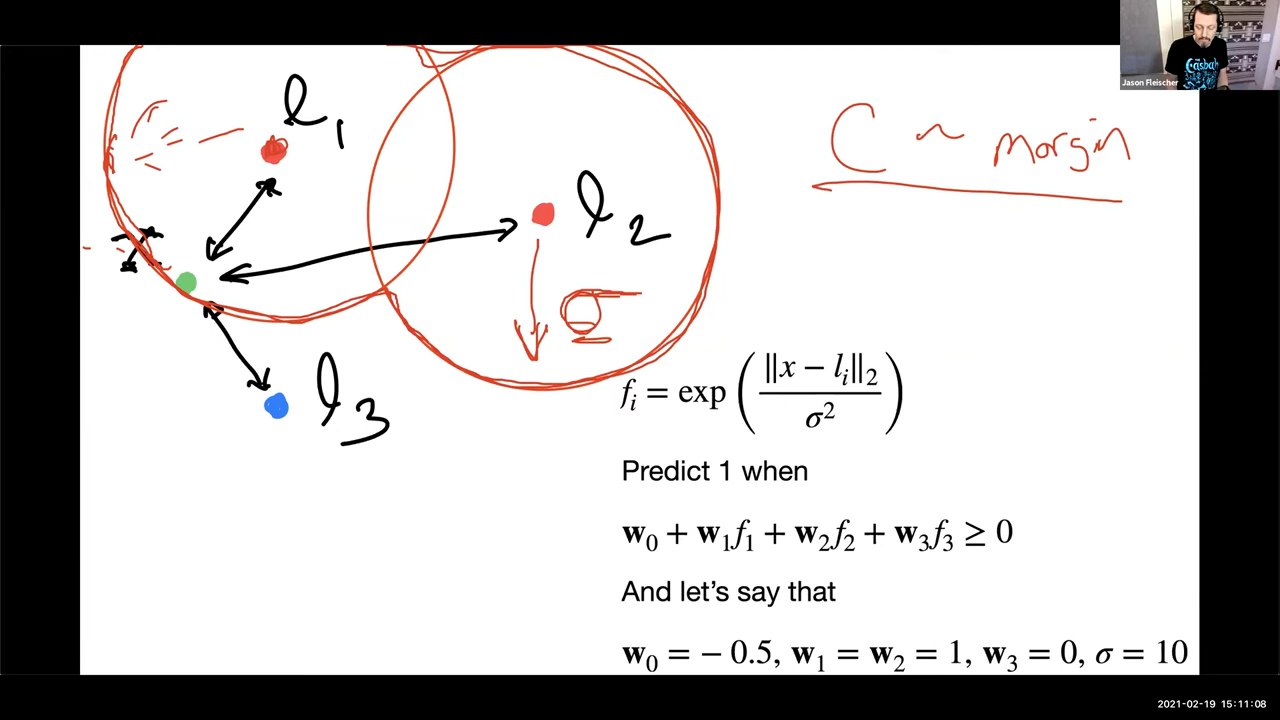 Casbah
Jason Fleischer
l₁
C ~ margin
l₂
σ
l₃
fᵢ = exp ( ‖x − lᵢ‖₂ / σ² )
Predict 1 when
w₀ + w₁f₁ + w₂f₂ + w₃f₃ ≥ 0
And let’s say that
w₀ = − 0.5, w₁ = w₂ = 1, w₃ = 0, σ = 10
2021-02-19 15:11:08